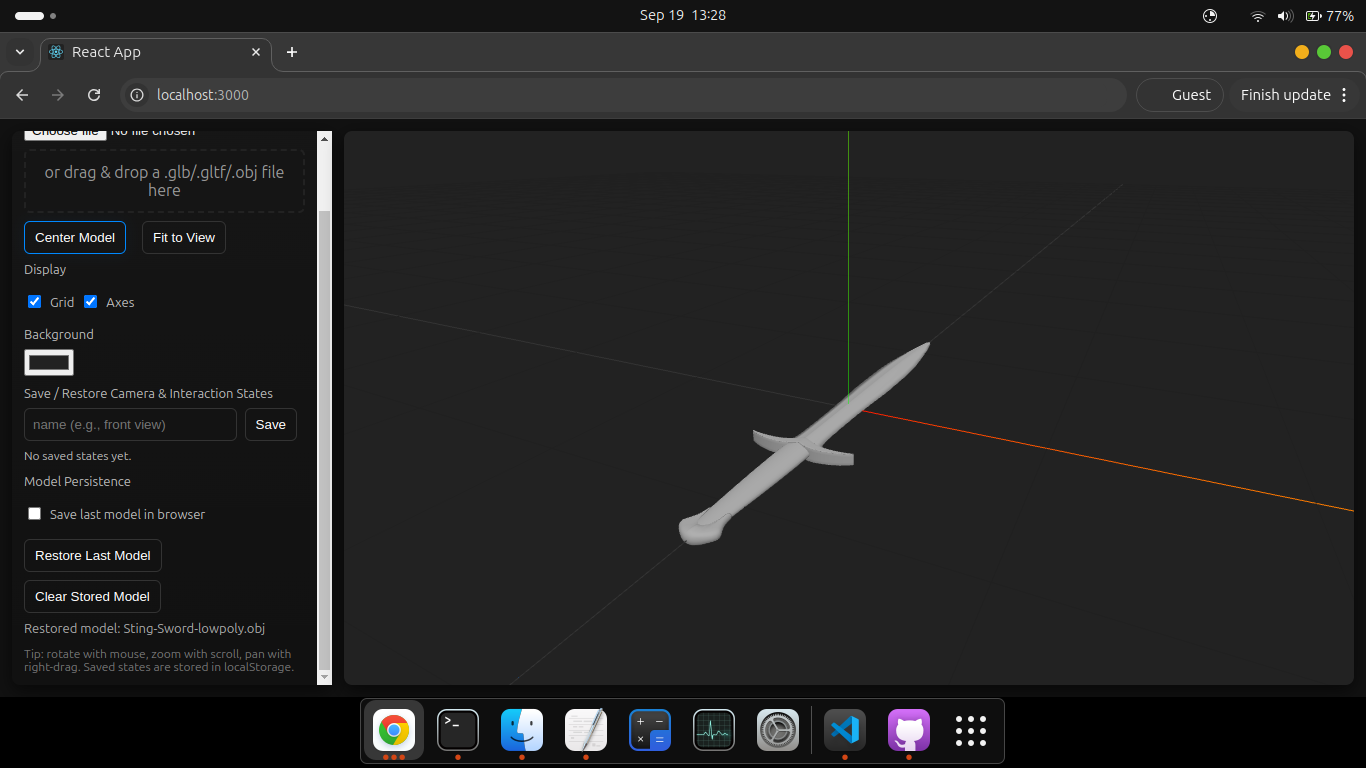 Sep 19 13:28
77%
React App
localhost:3000
Guest
Finish update
Choose file No file chosen
or drag & drop a .glb/.gltf/.obj file
here
Center Model
Fit to View
Display
Grid
Axes
Background
Save / Restore Camera & Interaction States
name (e.g., front view)
Save
No saved states yet.
Model Persistence
Save last model in browser
Restore Last Model
Clear Stored Model
Restored model: Sting-Sword-lowpoly.obj
Tip: rotate with mouse, zoom with scroll, pan with
right-drag. Saved states are stored in localStorage.